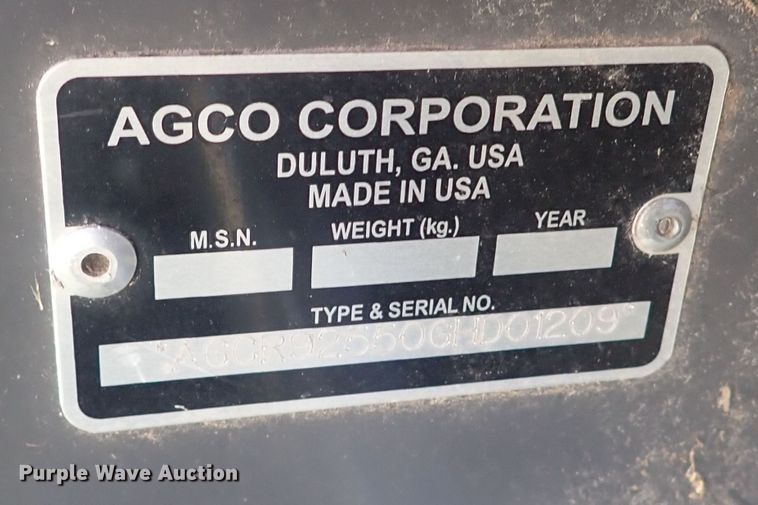 AGCO CORPORATION
DULUTH, GA. USA
MADE IN USA
M.S.N. WEIGHT (kg.) YEAR
TYPE & SERIAL NO.
*AGCR92550GHD01209*
Purple Wave Auction